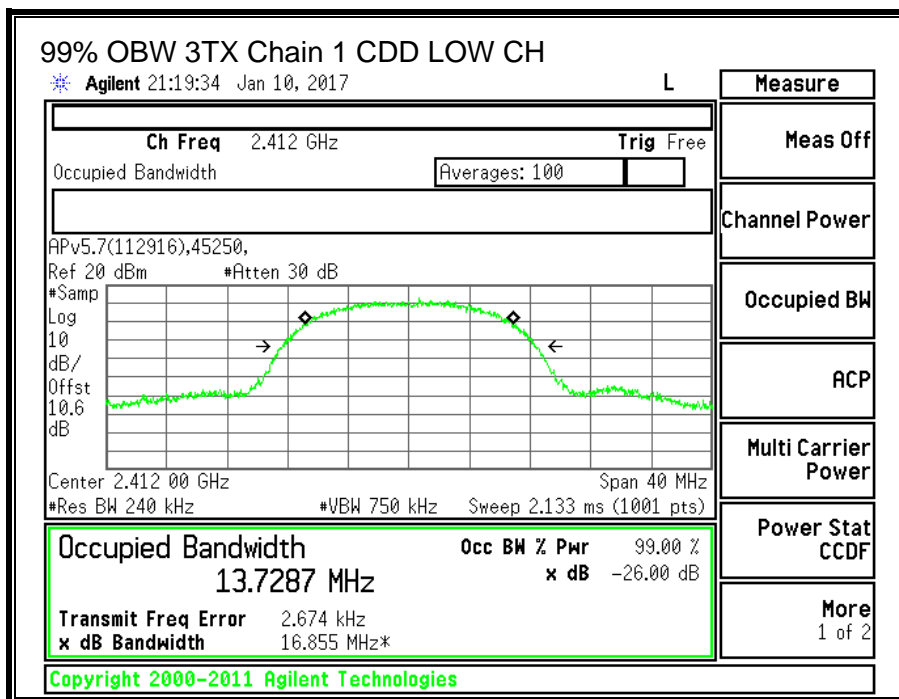 99% OBW 3TX Chain 1 CDD LOW CH
Agilent 21:19:34 Jan 10, 2017 L
Measure
Ch Freq 2.412 GHz Trig Free
Occupied Bandwidth Averages: 100
APv5.7(112916),45250,
Ref 20 dBm #Atten 30 dB
#Samp
Log
10
dB/
Offst
10.6
dB
Center 2.412 00 GHz Span 40 MHz
#Res BW 240 kHz #VBW 750 kHz Sweep 2.133 ms (1001 pts)
Occupied Bandwidth Occ BW % Pwr 99.00 %
13.7287 MHz x dB -26.00 dB
Transmit Freq Error 2.674 kHz
x dB Bandwidth 16.855 MHz*
Copyright 2000-2011 Agilent Technologies
Meas Off
Channel Power
Occupied BW
ACP
Multi Carrier
Power
Power Stat
CCDF
More
1 of 2